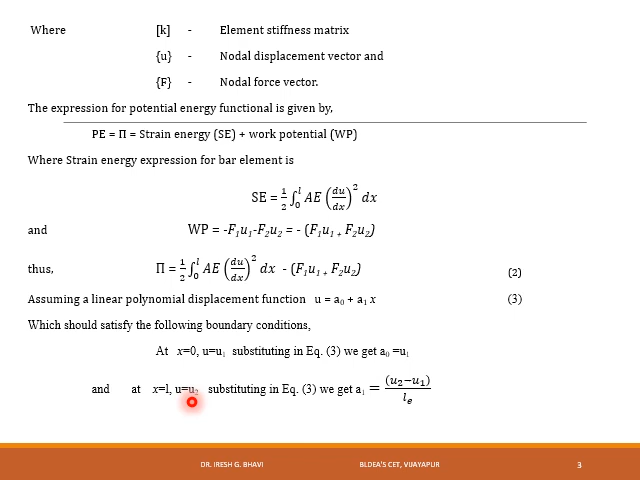 Where [k] - Element stiffness matrix
{u} - Nodal displacement vector and
{F} - Nodal force vector.
The expression for potential energy functional is given by,
PE = Π = Strain energy (SE) + work potential (WP)
Where Strain energy expression for bar element is
SE = \frac{1}{2} ∫₀ˡ AE (du/dx)² dx
and WP = -F₁u₁-F₂u₂ = - (F₁u₁ + F₂u₂)
thus, Π = \frac{1}{2} ∫₀ˡ AE (du/dx)² dx - (F₁u₁ + F₂u₂) (2)
Assuming a linear polynomial displacement function u = a₀ + a₁ x (3)
Which should satisfy the following boundary conditions,
At x=0, u=u₁ substituting in Eq. (3) we get a₀ =u₁
and at x=l, u=u₂ substituting in Eq. (3) we get a₁ = (u₂−u₁)/lₑ
DR. IRESH G. BHAVI BLDEA'S CET, VIJAYAPUR 3